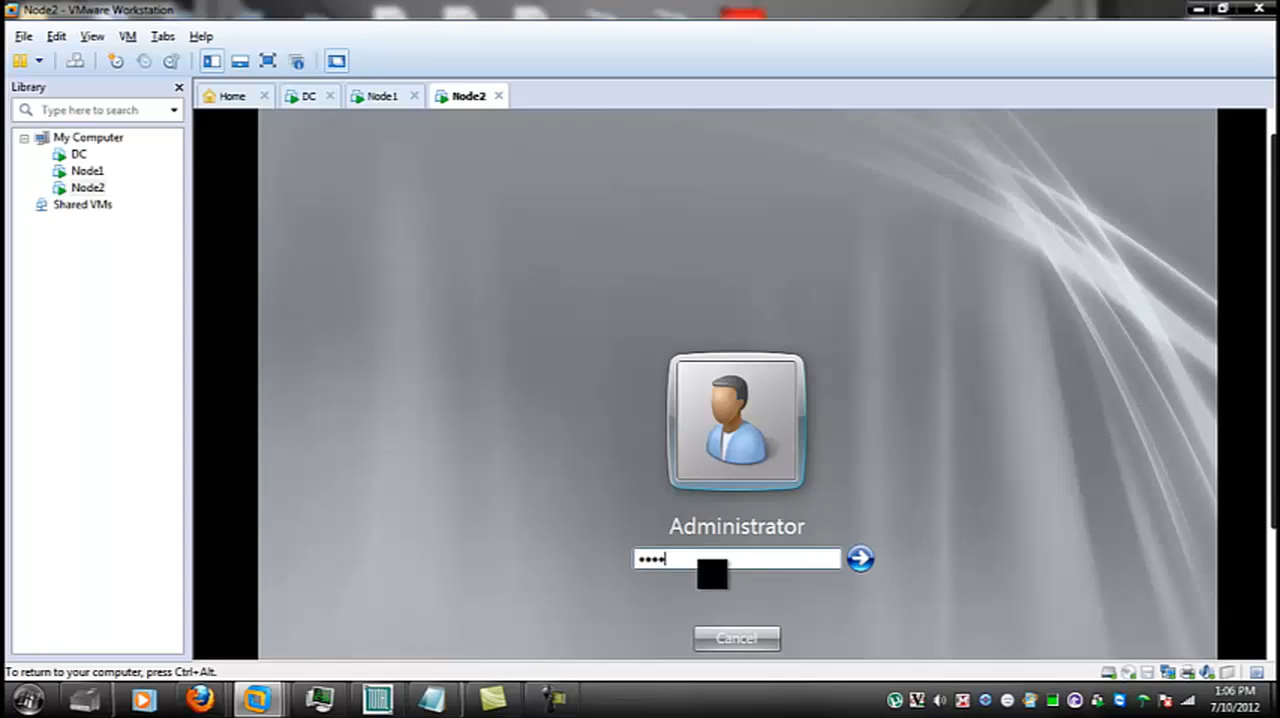 Node2 - VMware Workstation
File Edit View VM Tabs Help
Library
Type here to search
Home DC Node1 Node2
My Computer
DC
Node1
Node2
Shared VMs
Administrator
••••
Cancel
To return to your computer, press Ctrl+Alt.
TUTAL
1:06 PM
7/10/2012